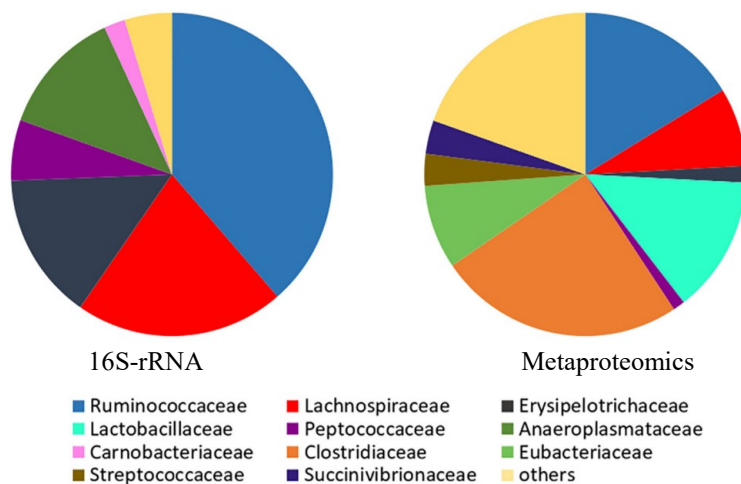 16S-rRNA Metaproteomics
Ruminococcaceae Lachnospiraceae Erysipelotrichaceae
Lactobacillaceae Peptococcaceae Anaeroplasmataceae
Carnobacteriaceae Clostridiaceae Eubacteriaceae
Streptococcaceae Succinivibrionaceae others